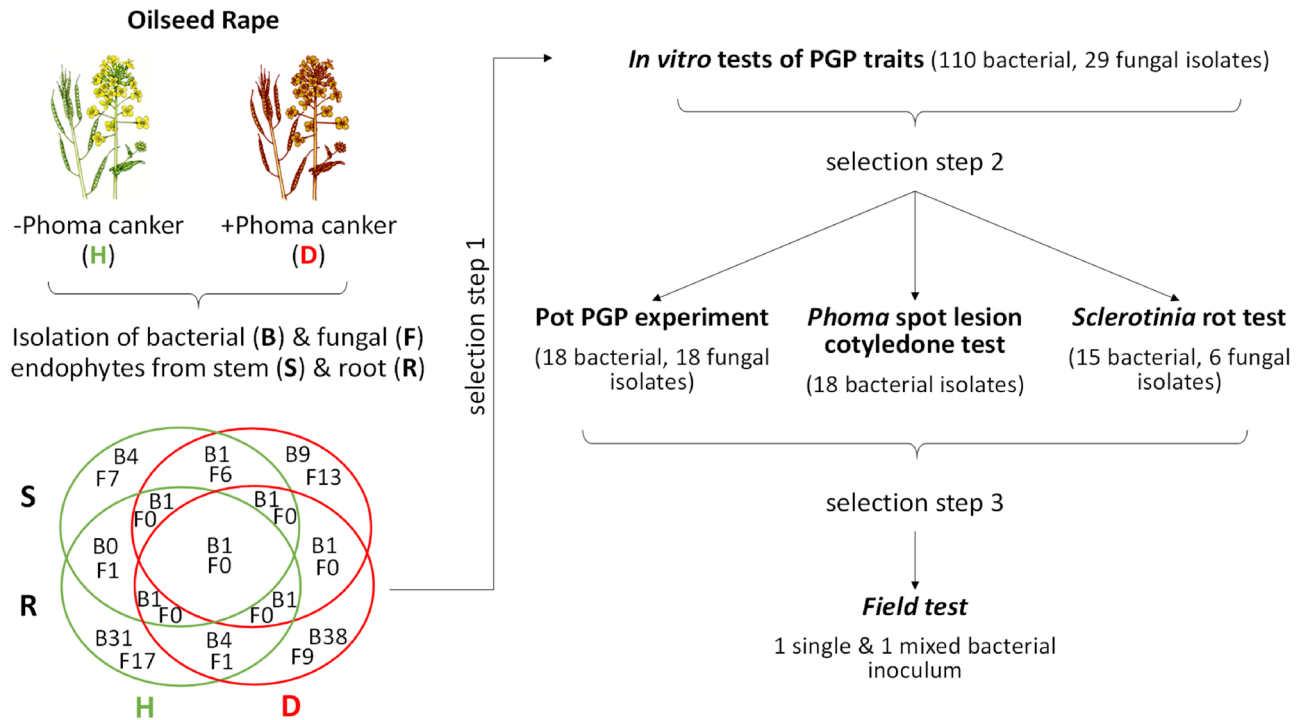 Oilseed Rape
-Phoma canker
(H)
+Phoma canker
(D)
Isolation of bacterial (B) & fungal (F)
endophytes from stem (S) & root (R)
S
R
B4
F7
B1
F6
B9
F13
B1
F0
B1
F0
B0
F1
B1
F0
B1
F0
B1
F0
B1
F0
B31
F17
B4
F1
B38
F9
H
D
selection step 1
In vitro tests of PGP traits (110 bacterial, 29 fungal isolates)
selection step 2
Pot PGP experiment
(18 bacterial, 18 fungal
isolates)
Phoma spot lesion
cotyledone test
(18 bacterial isolates)
Sclerotinia rot test
(15 bacterial, 6 fungal
isolates)
selection step 3
Field test
1 single & 1 mixed bacterial
inoculum